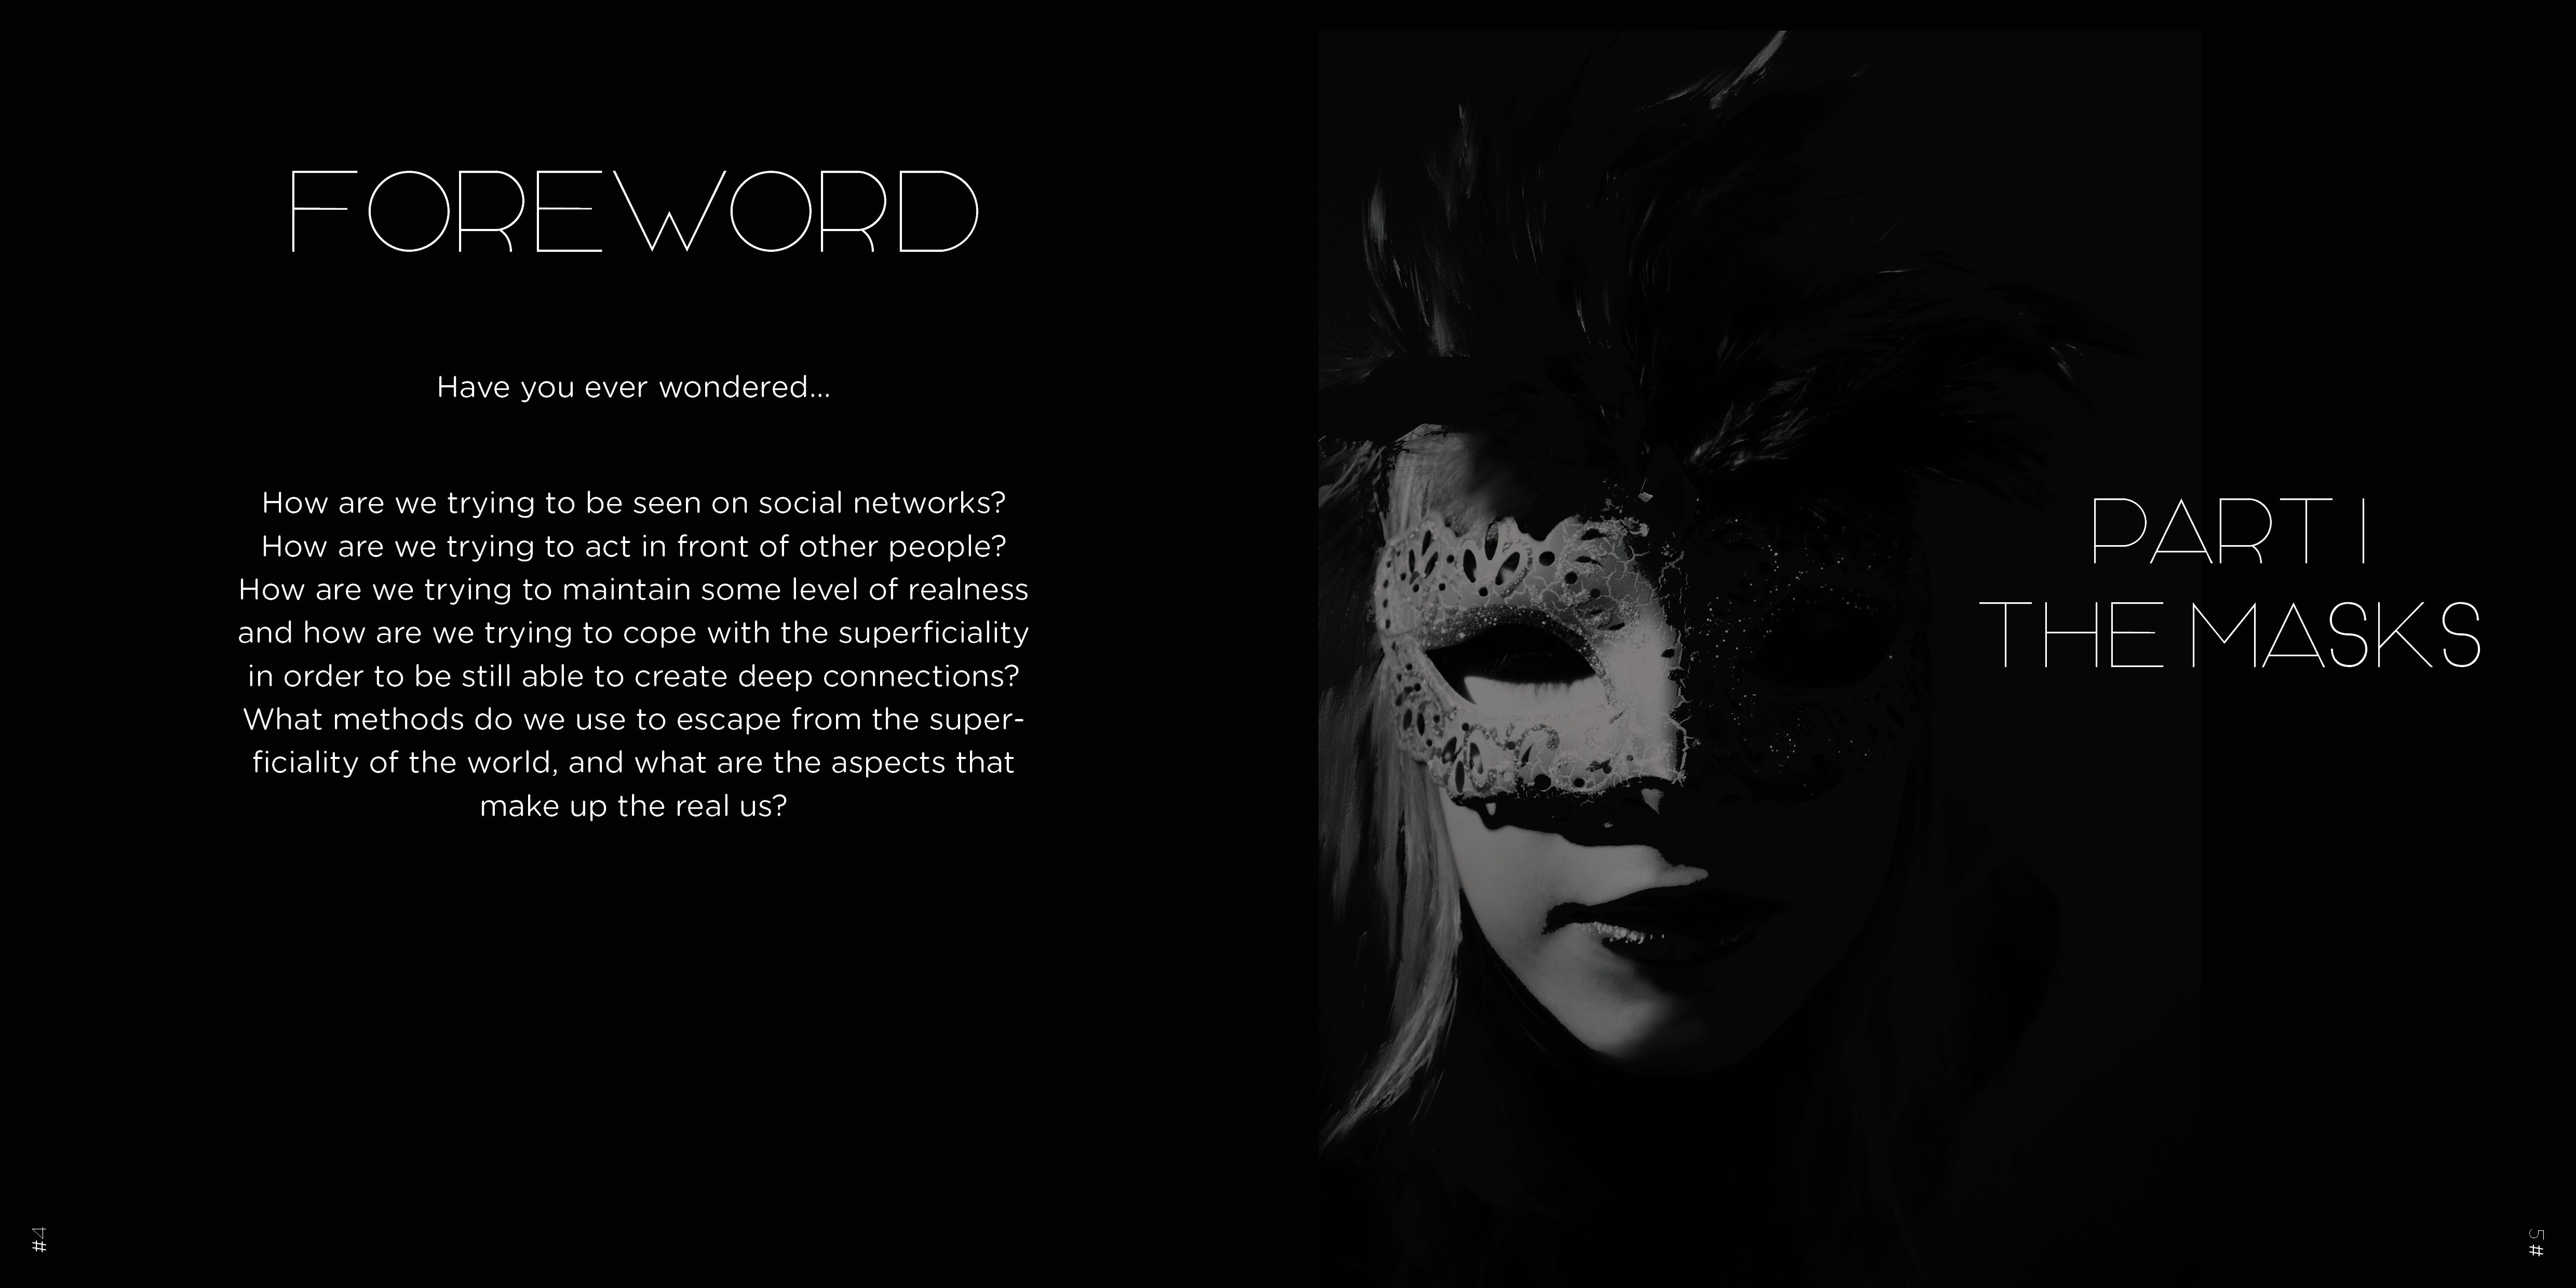 FOREWORD
Have you ever wondered...
How are we trying to be seen on social networks?
How are we trying to act in front of other people?
How are we trying to maintain some level of realness
and how are we trying to cope with the superficiality
in order to be still able to create deep connections?
What methods do we use to escape from the super-
ficiality of the world, and what are the aspects that
make up the real us?
#4
PART I
THE MASKS
5#